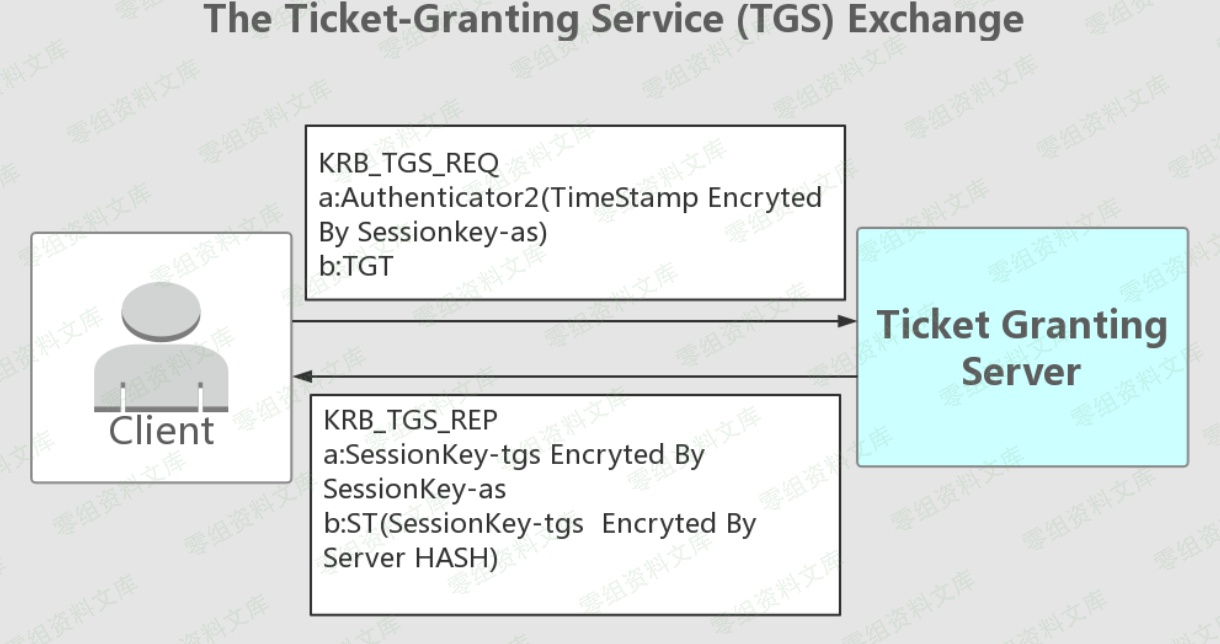 The Ticket-Granting Service (TGS) Exchange
KRB_TGS_REQ
a:Authenticator2(TimeStamp Encryted
By Sessionkey-as)
b:TGT
Client
Ticket Granting
Server
KRB_TGS_REP
a:SessionKey-tgs Encryted By
SessionKey-as
b:ST(SessionKey-tgs  Encryted By
Server HASH)
零组资料文库